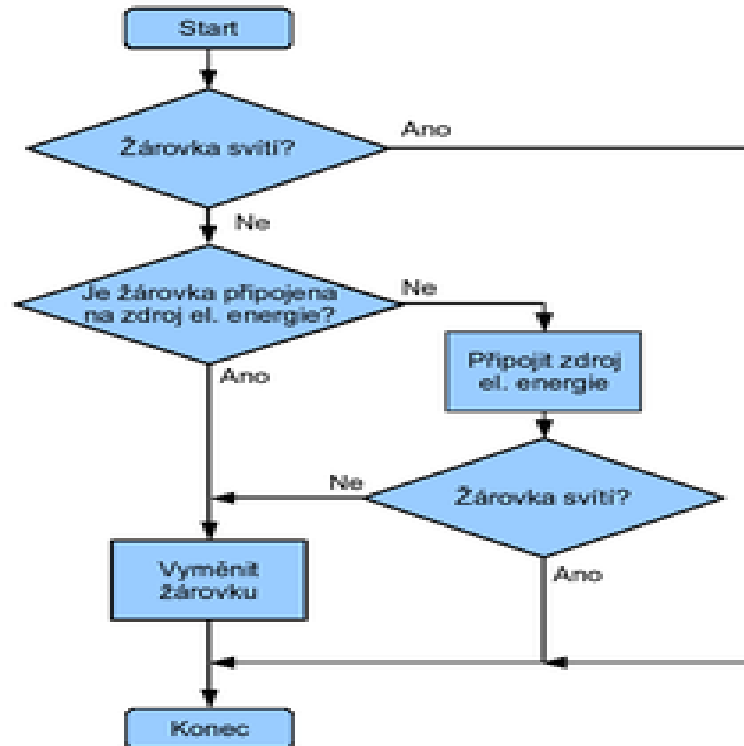 Start
Žárovka svítí?
Ano
Ne
Je žárovka připojena
na zdroj el. energie?
Ne
Ano
Připojit zdroj
el. energie
Ne
Žárovka svítí?
Ano
Vyměnit
žárovku
Konec